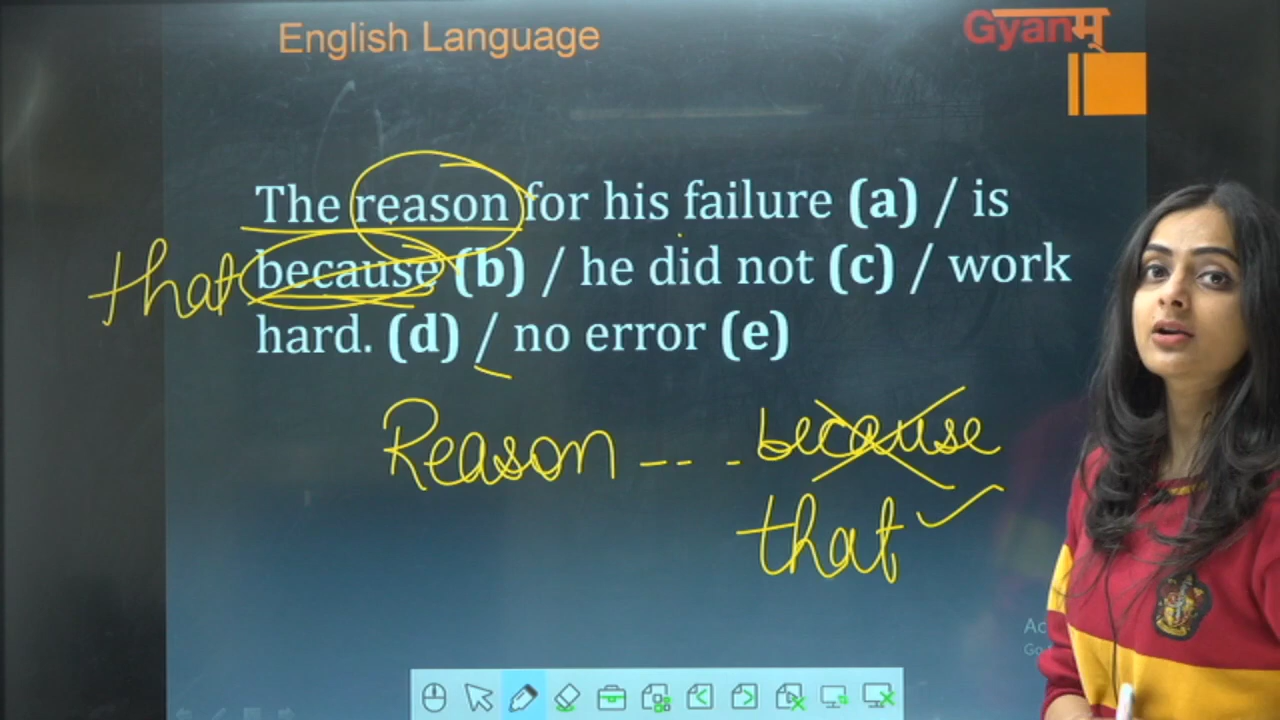 English Language
Gyanम्
The reason for his failure (a) / is
that because (b) / he did not (c) / work
hard. (d) / no error (e)
Reason --- because
that